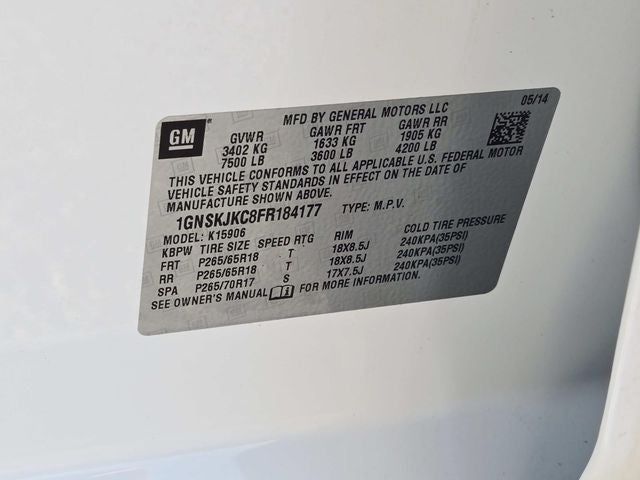 05/14
MFD BY GENERAL MOTORS LLC
GM
GVWR GAWR FRT GAWR RR
3402 KG 1633 KG 1905 KG
7500 LB 3600 LB 4200 LB
THIS VEHICLE CONFORMS TO ALL APPLICABLE U.S. FEDERAL MOTOR
VEHICLE SAFETY STANDARDS IN EFFECT ON THE DATE OF
MANUFACTURE SHOWN ABOVE.
1GNSKJKC8FR184177 TYPE: M.P.V.
MODEL: K15906
KBPW TIRE SIZE SPEED RTG RIM COLD TIRE PRESSURE
FRT P265/65R18 T 18X8.5J 240KPA(35PSI)
RR P265/65R18 T 18X8.5J 240KPA(35PSI)
SPA P265/70R17 S 17X7.5J 240KPA(35PSI)
SEE OWNER'S MANUAL FOR MORE INFORMATION.